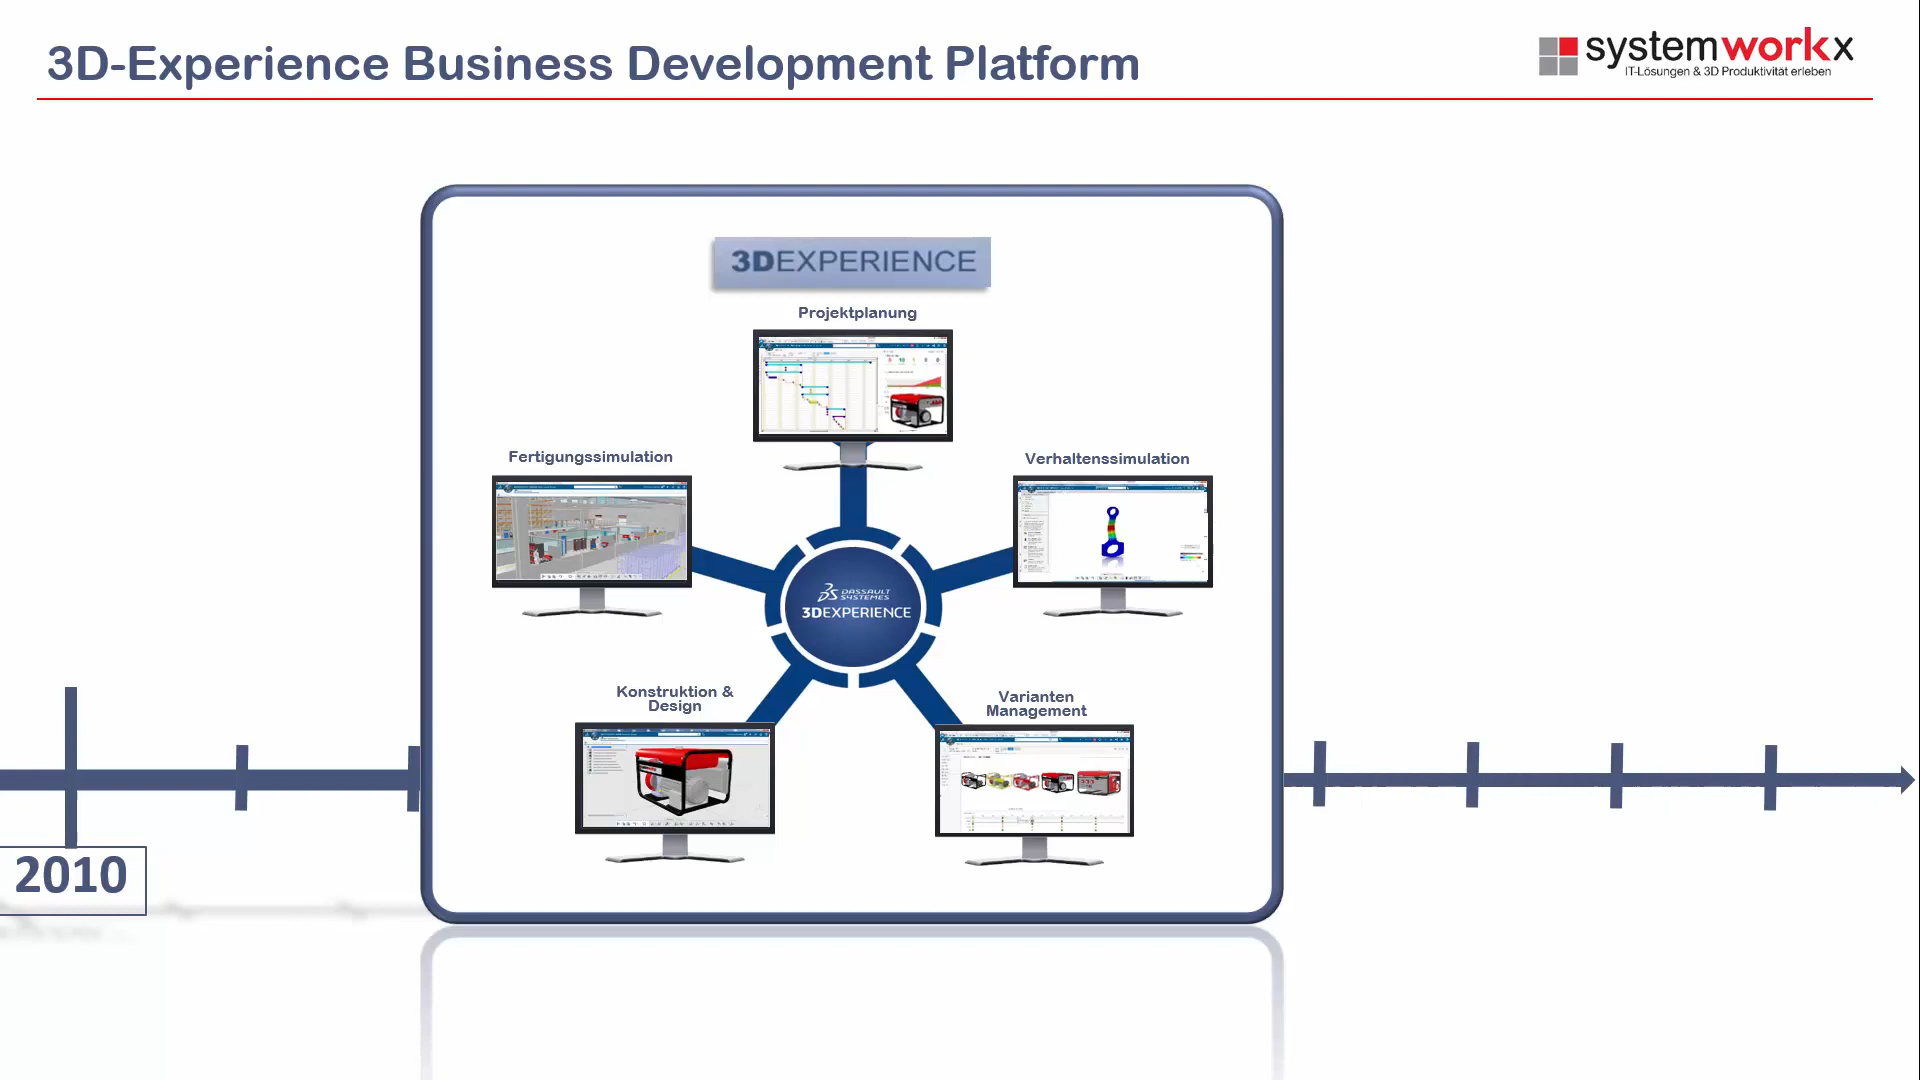 3D-Experience Business Development Platform
systemworkx
IT-Lösungen & 3D Produktivität erleben
3DEXPERIENCE
Projektplanung
Fertigungssimulation
Verhaltenssimulation
DASSAULT
SYSTEMES
3DEXPERIENCE
Konstruktion &
Design
Varianten
Management
2010